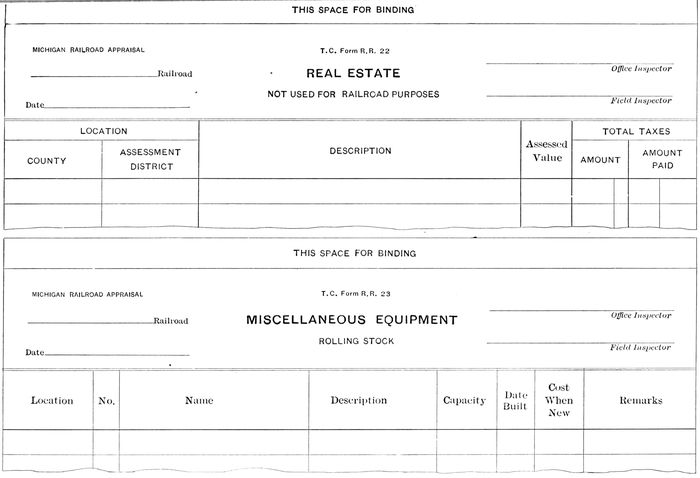 THIS SPACE FOR BINDING
MICHIGAN RAILROAD APPRAISAL
T.C. Form R.R. 22
Railroad
REAL ESTATE
Office Inspector
NOT USED FOR RAILROAD PURPOSES
Date
Field Inspector
LOCATION
TOTAL TAXES
COUNTY
ASSESSMENT
DISTRICT
DESCRIPTION
Assessed
Value
AMOUNT
AMOUNT
PAID
THIS SPACE FOR BINDING
MICHIGAN RAILROAD APPRAISAL
T.C. Form R.R. 23
Railroad
MISCELLANEOUS EQUIPMENT
Office Inspector
ROLLING STOCK
Date
Field Inspector
Location
No.
Name
Description
Capacity
Date
Built
Cost
When
New
Remarks